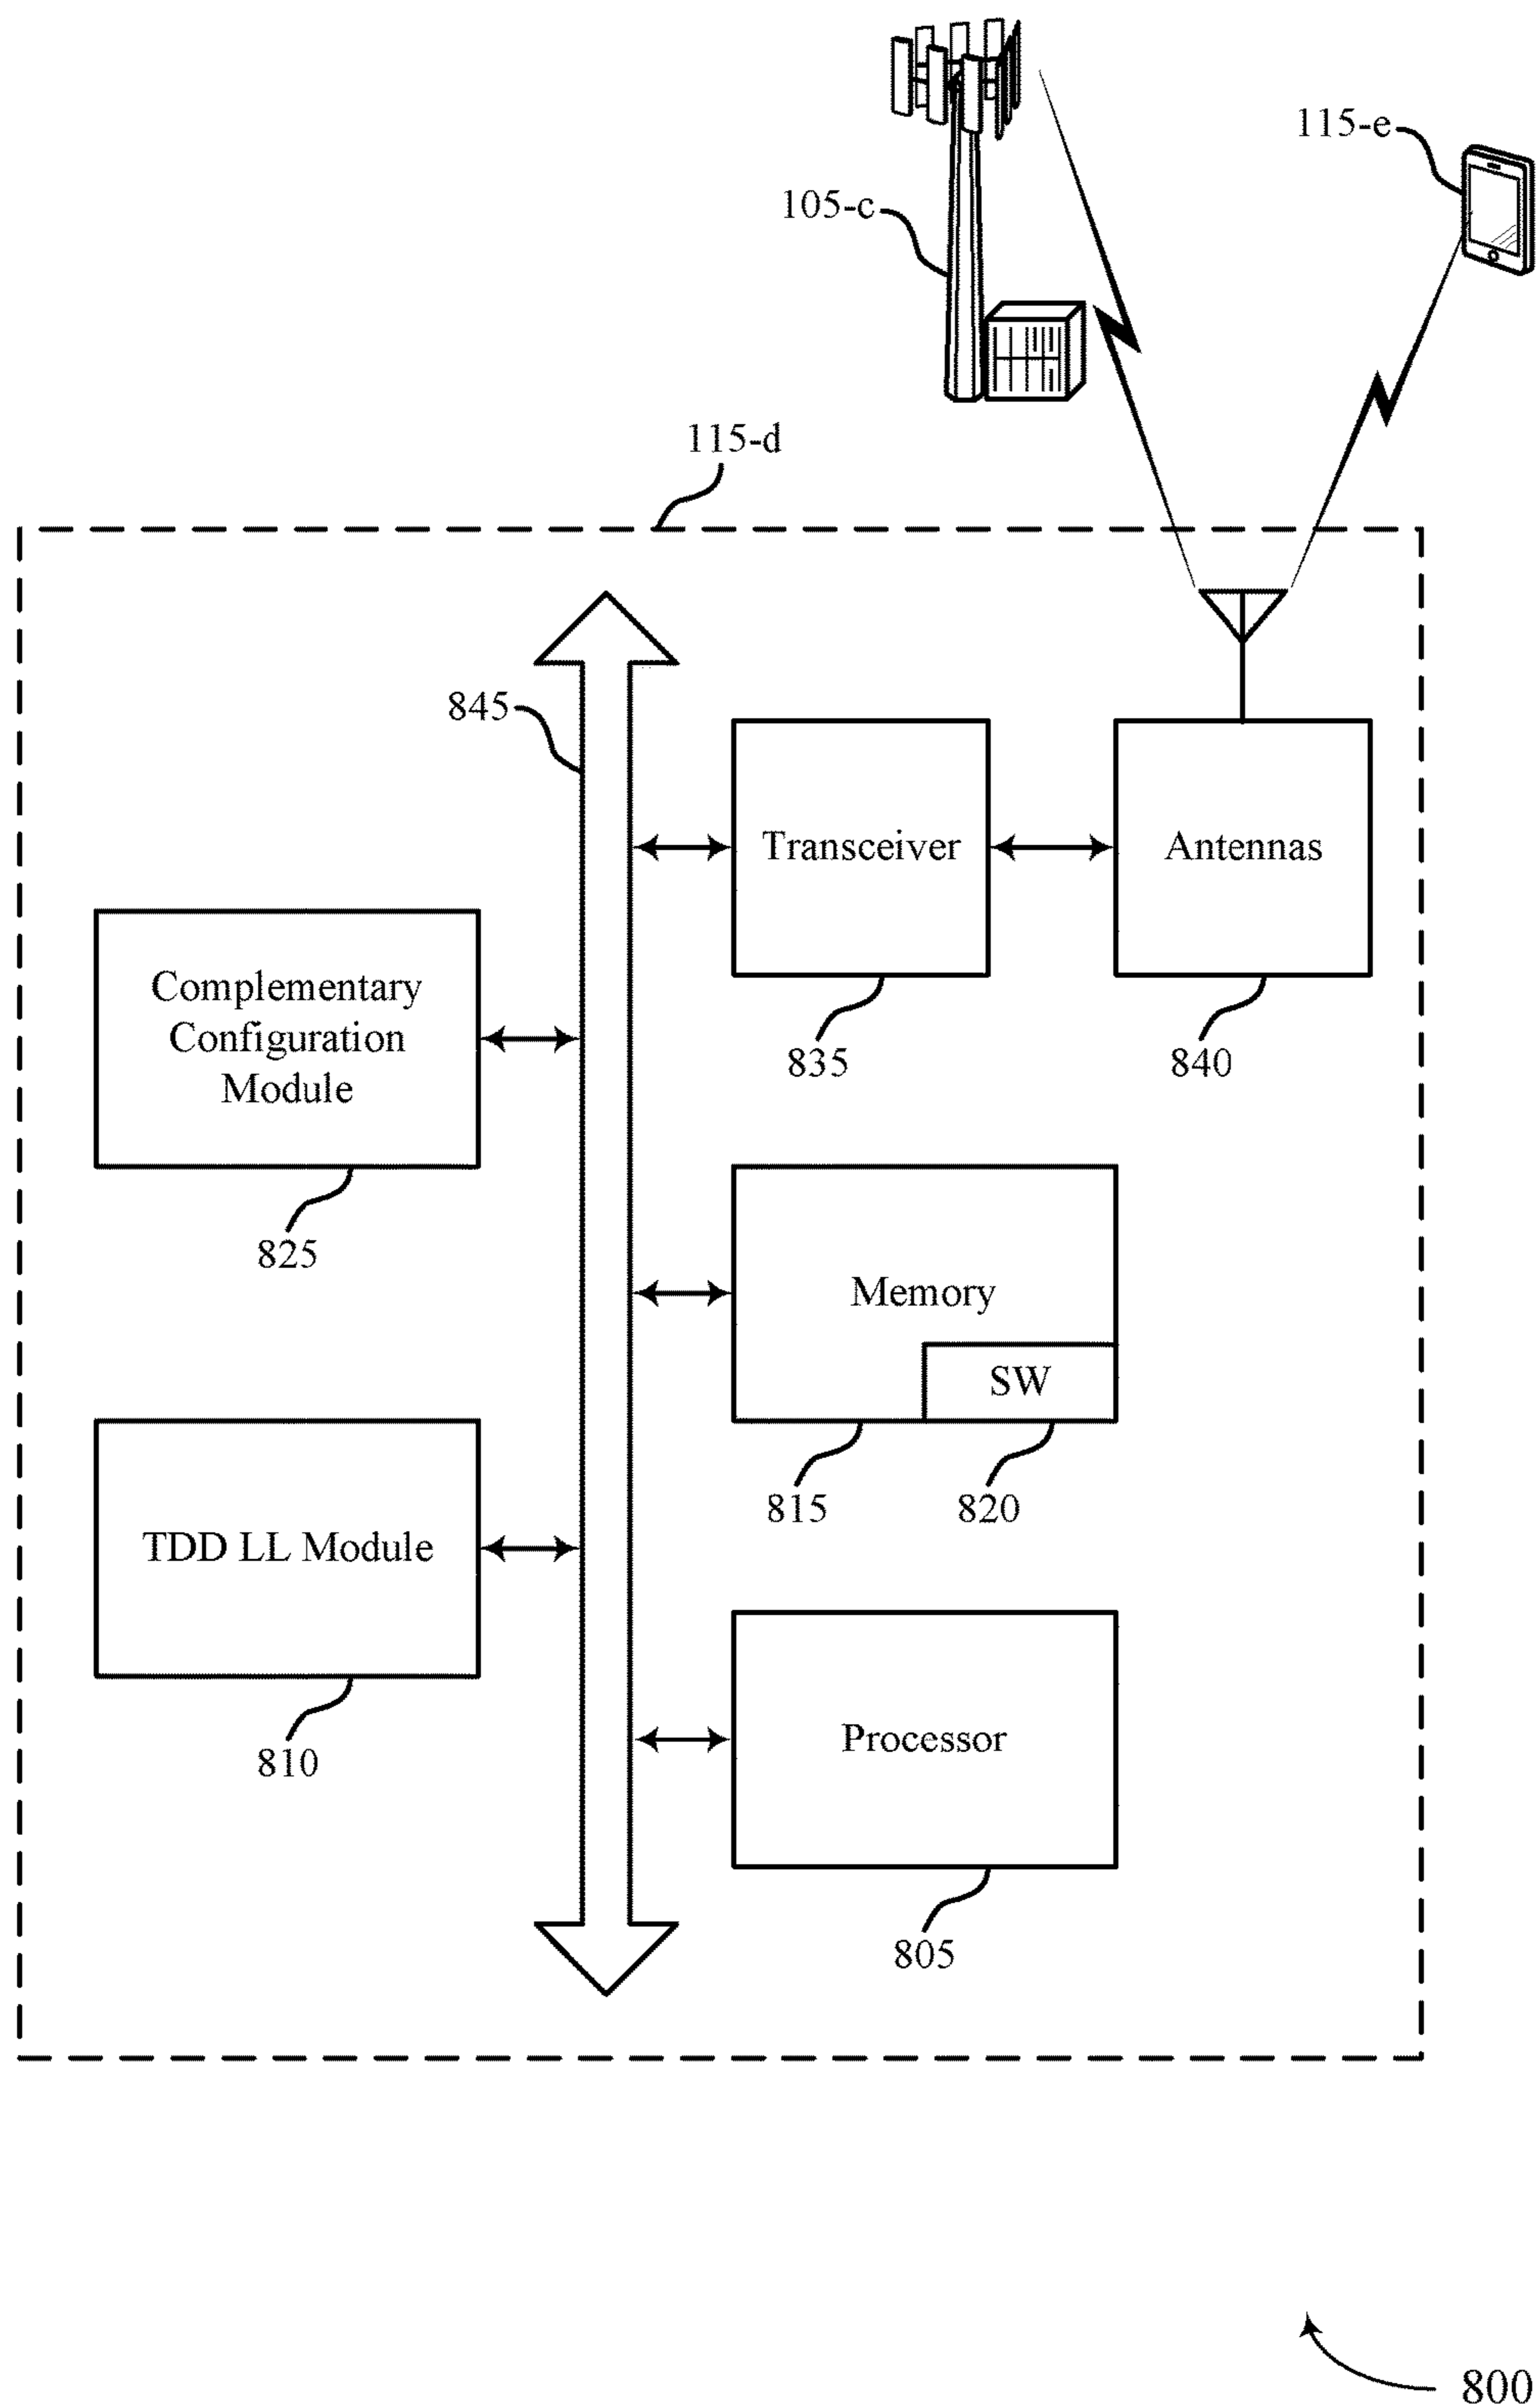 115-e
105-c
115-d
845
Transceiver
Antennas
835
840
Complementary
Configuration
Module
825
Memory
SW
815
820
TDD LL Module
810
Processor
805
800